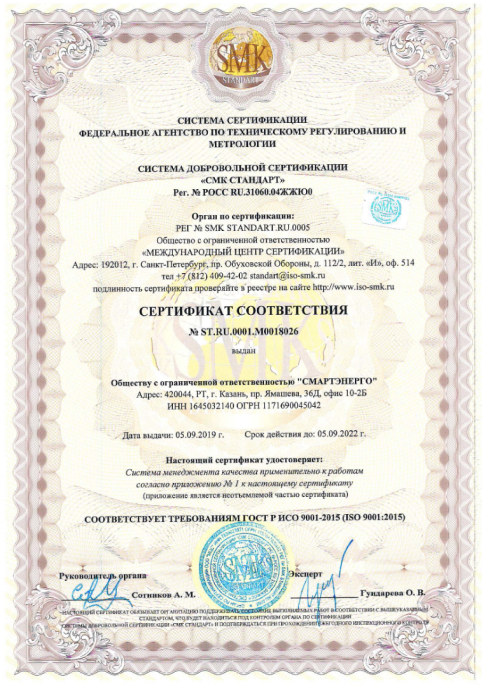 SMK
STANDART
СИСТЕМА СЕРТИФИКАЦИИ
ФЕДЕРАЛЬНОЕ АГЕНТСТВО ПО ТЕХНИЧЕСКОМУ РЕГУЛИРОВАНИЮ И
МЕТРОЛОГИИ
СИСТЕМА ДОБРОВОЛЬНОЙ СЕРТИФИКАЦИИ
«СМК СТАНДАРТ»
Рег. № РОСС RU.31060.04ЖЖЮ0
Орган по сертификации:
РЕГ № SMK STANDART.RU.0005
Общество с ограниченной ответственностью
«МЕЖДУНАРОДНЫЙ ЦЕНТР СЕРТИФИКАЦИИ»
Адрес: 192012, г. Санкт-Петербург, пр. Обуховской Обороны, д. 112/2, лит. «И», оф. 514
тел +7 (812) 409-42-02 standart@iso-smk.ru
подлинность сертификата проверяйте в реестре на сайте http://www.iso-smk.ru
СЕРТИФИКАТ СООТВЕТСТВИЯ
№ ST.RU.0001.M0018026
выдан
SMK
Обществу с ограниченной ответственностью "СМАРТЭНЕРГО"
Адрес: 420044, РТ, г. Казань, пр. Ямашева, 36Д, офис 10-2Б
ИНН 1645032140 ОГРН 1171690045042
Дата выдачи: 05.09.2019 г. Срок действия до: 05.09.2022 г.
Настоящий сертификат удостоверяет:
Система менеджмента качества применительно к работам
согласно приложению № 1 к настоящему сертификату
(приложение является неотъемлемой частью сертификата)
СООТВЕТСТВУЕТ ТРЕБОВАНИЯМ ГОСТ Р ИСО 9001-2015 (ISO 9001:2015)
SMK
Руководитель органа Эксперт
Сотников А. М. Гундарева О. В.
НАСТОЯЩИЙ СЕРТИФИКАТ ОБЯЗЫВАЕТ ОРГАНИЗАЦИЮ ПОДДЕРЖИВАТЬ СОСТОЯНИЕ ВЫПОЛНЯЕМЫХ РАБОТ В СООТВЕТСТВИИ С ВЫШЕУКАЗАННЫМ
СТАНДАРТОМ, ЧТО БУДЕТ НАХОДИТЬСЯ ПОД КОНТРОЛЕМ ОРГАНА ПО СЕРТИФИКАЦИИ
СИСТЕМЫ ДОБРОВОЛЬНОЙ СЕРТИФИКАЦИИ «СМК СТАНДАРТ» И ПОДТВЕРЖДАТЬСЯ ПРИ ПРОХОЖДЕНИИ ЕЖЕГОДНОГО ИНСПЕКЦИОННОГО КОНТРОЛЯ